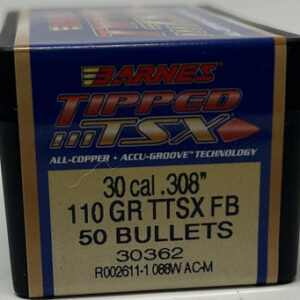 BARNES
TIPPED
TSX
ALL-COPPER • ACCU-GROOVE™ TECHNOLOGY
30 cal .308"
110 GR TTSX FB
50 BULLETS
30362
R002611-1 088W AC-M